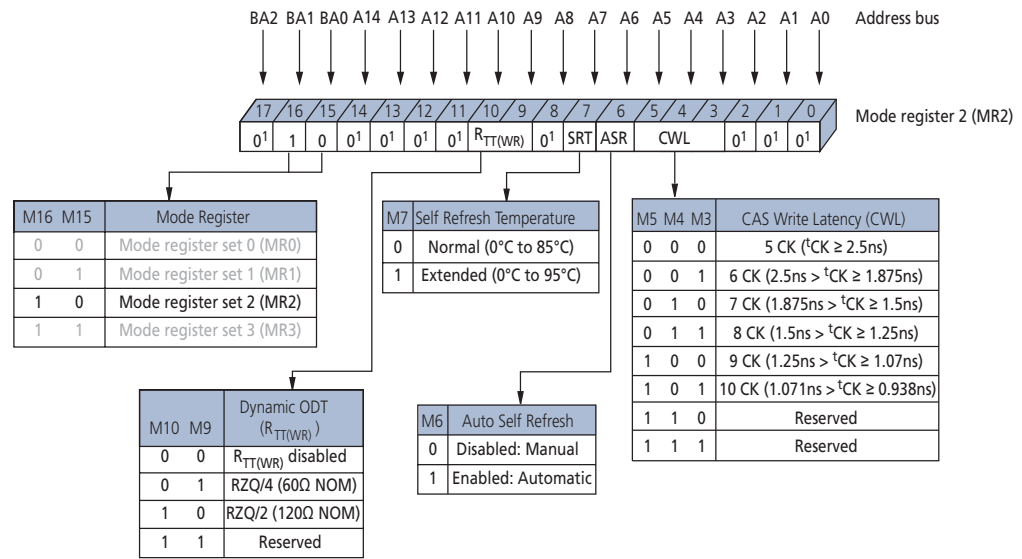 BA2 BA1 BA0 A14 A13 A12 A11 A10 A9 A8 A7 A6 A5 A4 A3 A2 A1 A0 Address bus
17 16 15 14 13 12 11 10 9 8 7 6 5 4 3 2 1 0 Mode register 2 (MR2)
0¹ 1 0 0¹ 0¹ 0¹ 0¹ RTT(WR) 0¹ SRT ASR CWL 0¹ 0¹ 0¹
M16 M15 Mode Register
0 0 Mode register set 0 (MR0)
0 1 Mode register set 1 (MR1)
1 0 Mode register set 2 (MR2)
1 1 Mode register set 3 (MR3)
M7 Self Refresh Temperature
0 Normal (0°C to 85°C)
1 Extended (0°C to 95°C)
M5 M4 M3 CAS Write Latency (CWL)
0 0 0 5 CK (ᵗCK ≥ 2.5ns)
0 0 1 6 CK (2.5ns > ᵗCK ≥ 1.875ns)
0 1 0 7 CK (1.875ns > ᵗCK ≥ 1.5ns)
0 1 1 8 CK (1.5ns > ᵗCK ≥ 1.25ns)
1 0 0 9 CK (1.25ns > ᵗCK ≥ 1.07ns)
1 0 1 10 CK (1.071ns > ᵗCK ≥ 0.938ns)
1 1 0 Reserved
1 1 1 Reserved
M10 M9 Dynamic ODT
(RTT(WR) )
0 0 RTT(WR) disabled
0 1 RZQ/4 (60Ω NOM)
1 0 RZQ/2 (120Ω NOM)
1 1 Reserved
M6 Auto Self Refresh
0 Disabled: Manual
1 Enabled: Automatic